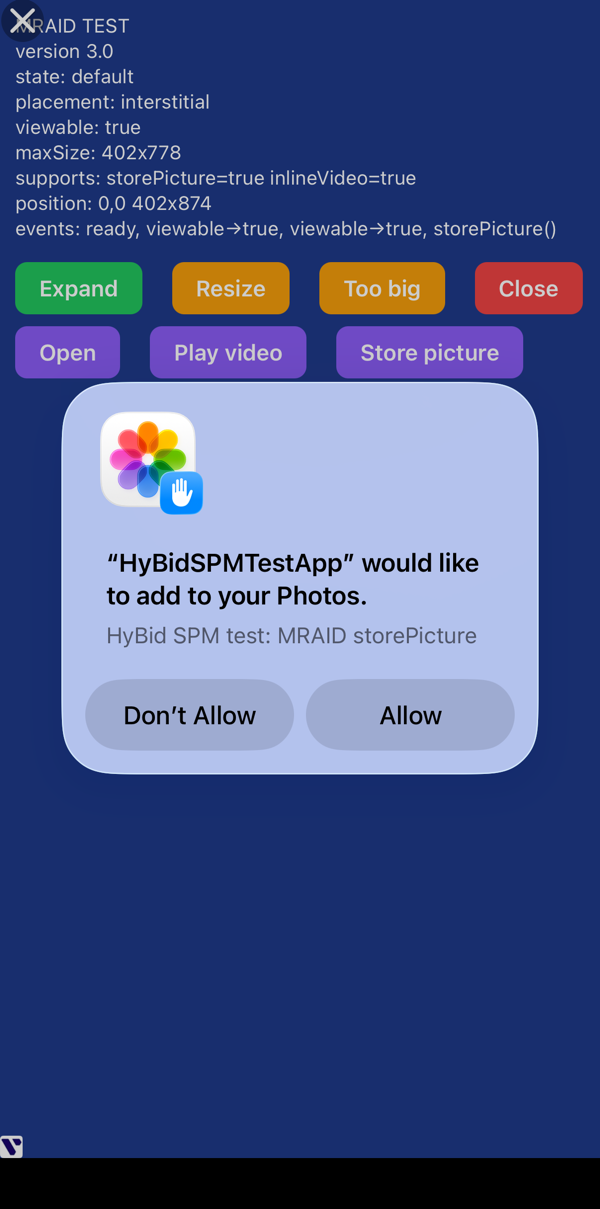 MRAID TEST
version 3.0
state: default
placement: interstitial
viewable: true
maxSize: 402x778
supports: storePicture=true inlineVideo=true
position: 0,0 402x874
events: ready, viewable→true, viewable→true, storePicture()
Expand Resize Too big Close
Open Play video Store picture
“HyBidSPMTestApp” would like
to add to your Photos.
HyBid SPM test: MRAID storePicture
Don’t Allow Allow